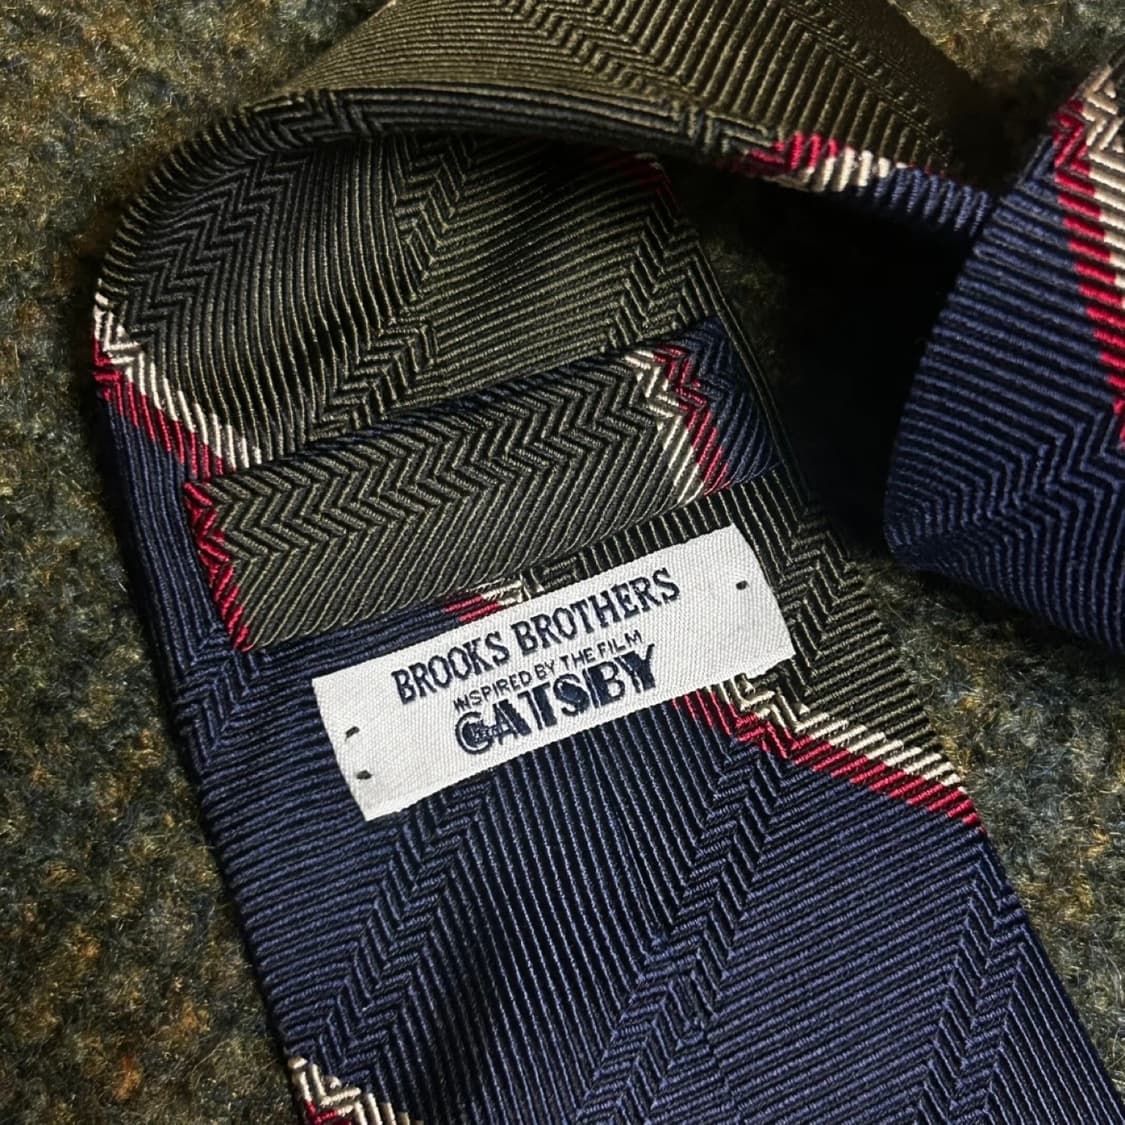 BROOKS BROTHERS
INSPIRED BY THE FILM
GATSBY